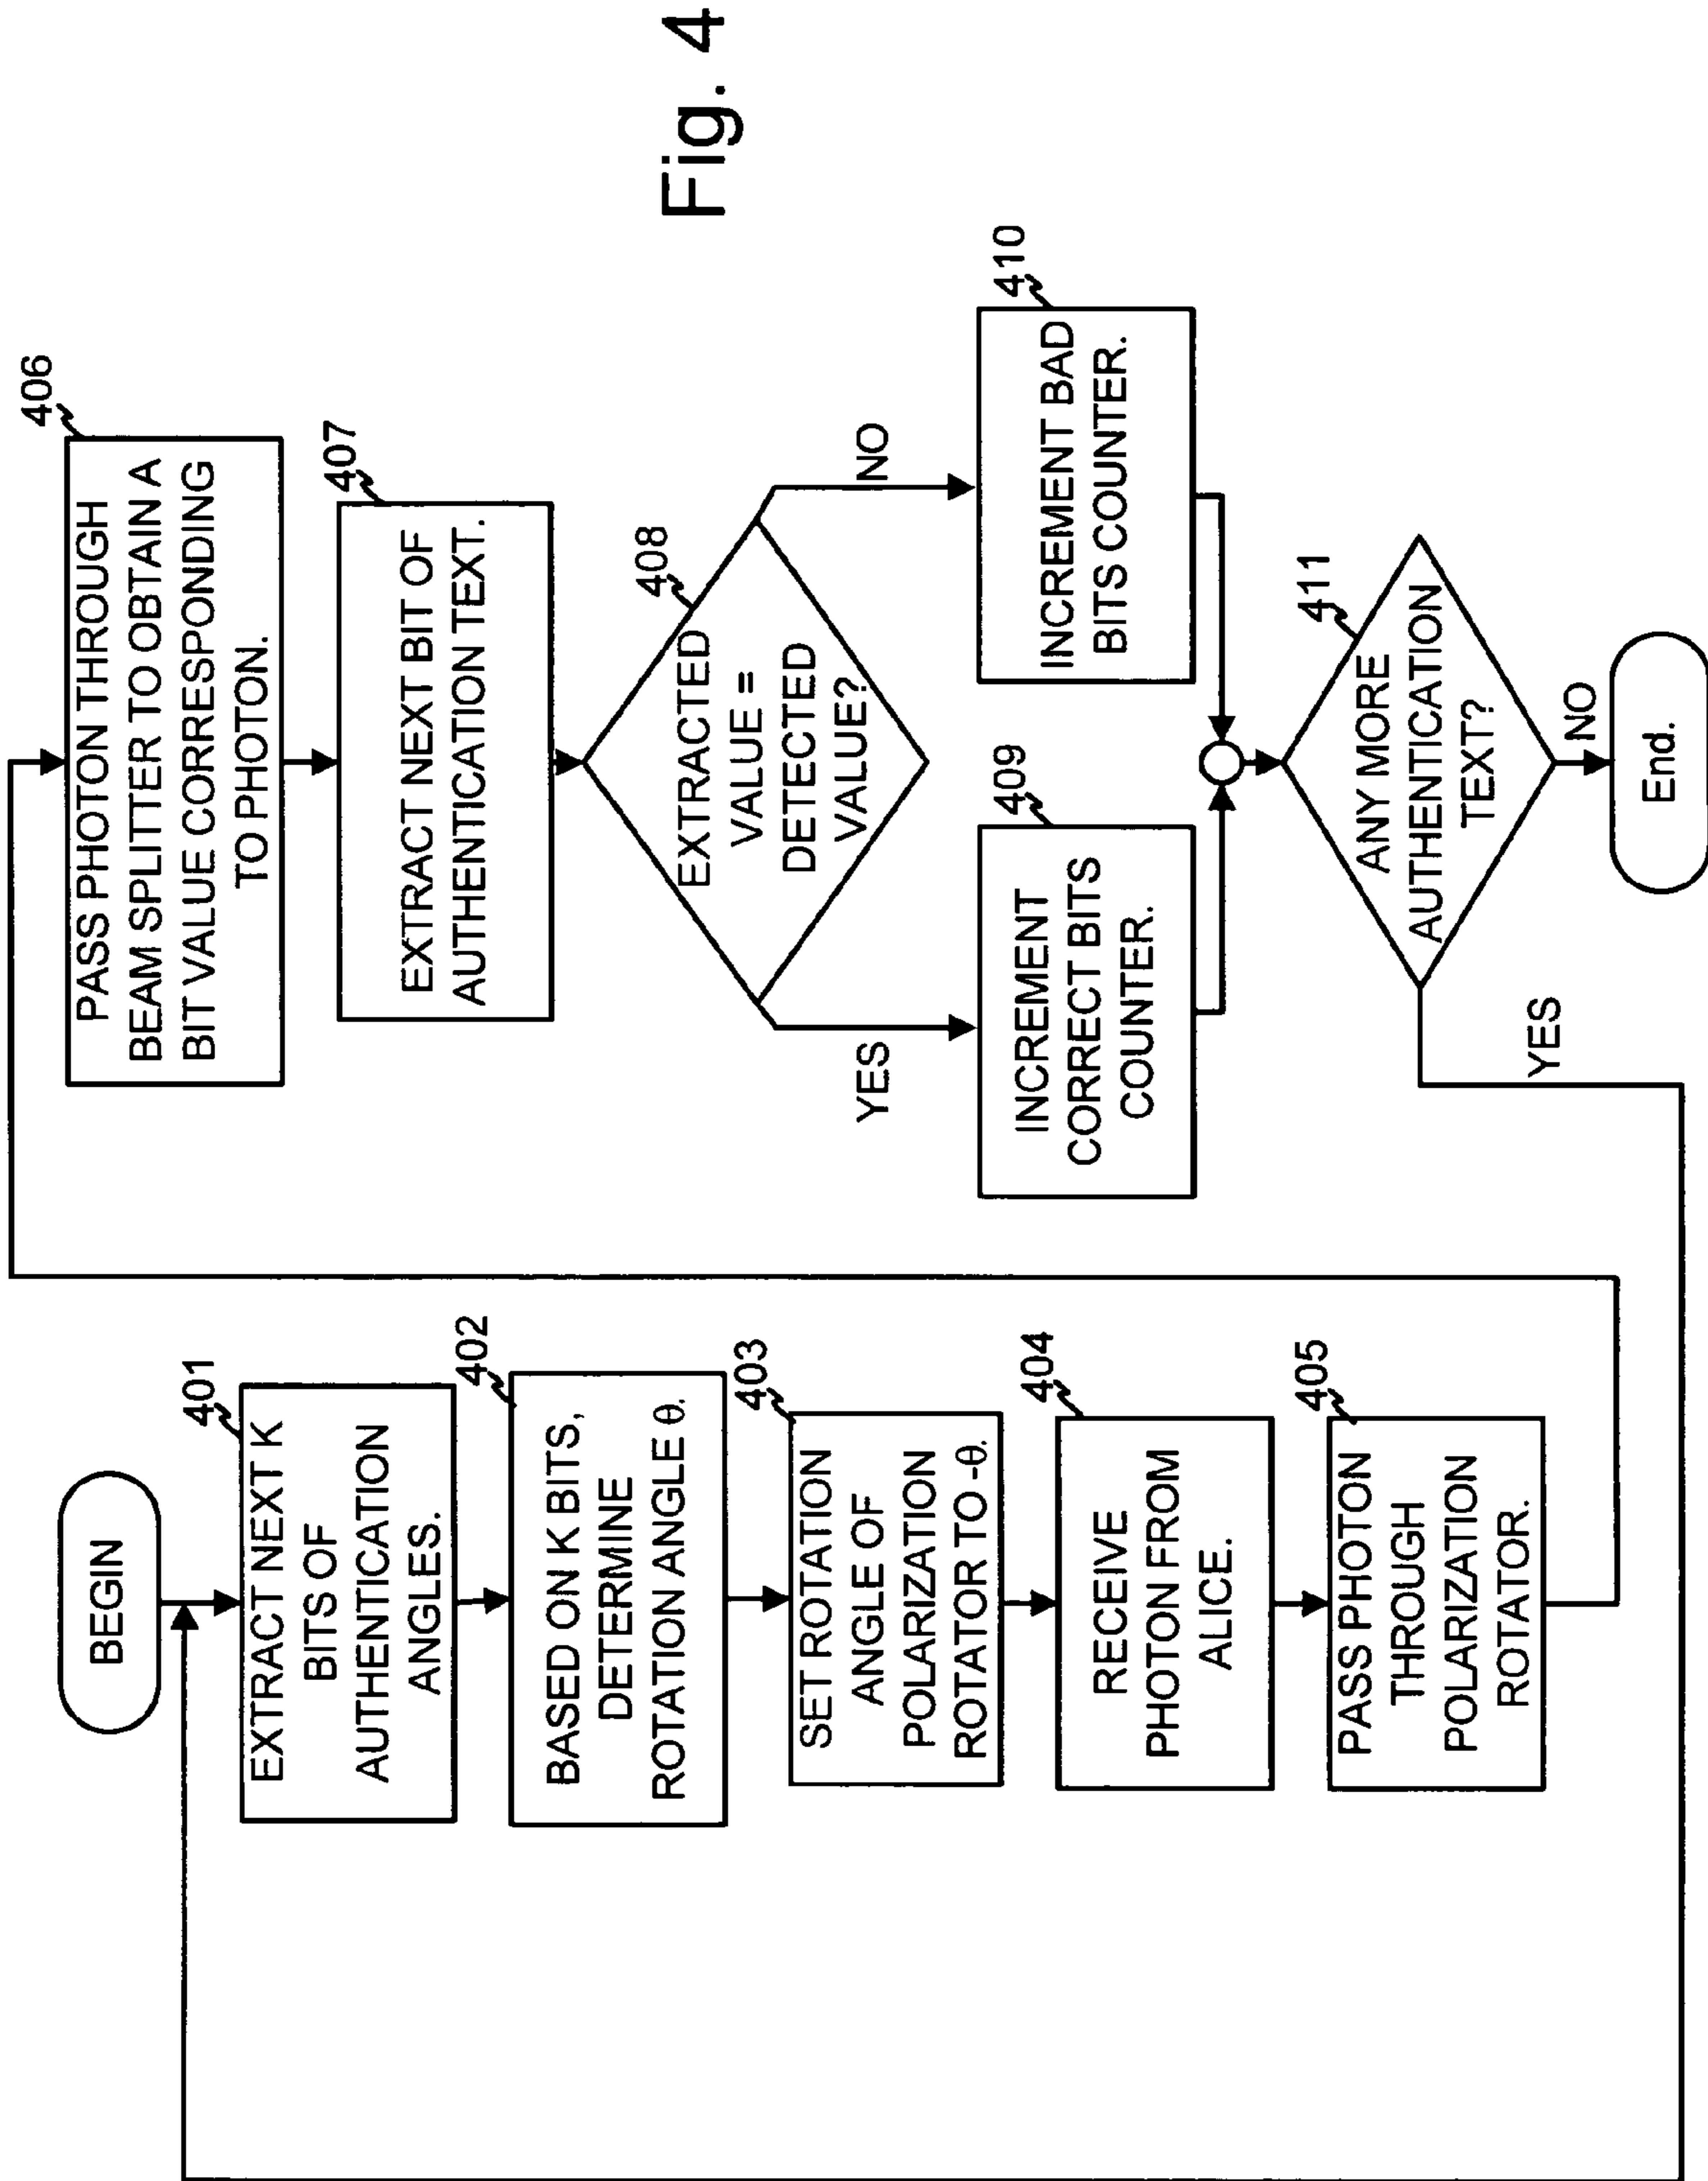 BEGIN
401
EXTRACT NEXT K
BITS OF
AUTHENTICATION
ANGLES.
402
BASED ON K BITS,
DETERMINE
ROTATION ANGLE θ.
403
SET ROTATION
ANGLE OF
POLARIZATION
ROTATOR TO -θ.
404
RECEIVE
PHOTON FROM
ALICE.
405
PASS PHOTON
THROUGH
POLARIZATION
ROTATOR.
406
PASS PHOTON THROUGH
BEAM SPLITTER TO OBTAIN A
BIT VALUE CORRESPONDING
TO PHOTON.
407
EXTRACT NEXT BIT OF
AUTHENTICATION TEXT.
408
EXTRACTED
VALUE =
DETECTED
VALUE?
YES
NO
409
INCREMENT
CORRECT BITS
COUNTER.
410
INCREMENT BAD
BITS COUNTER.
411
ANY MORE
AUTHENTICATION
TEXT?
YES
NO
End.
Fig. 4